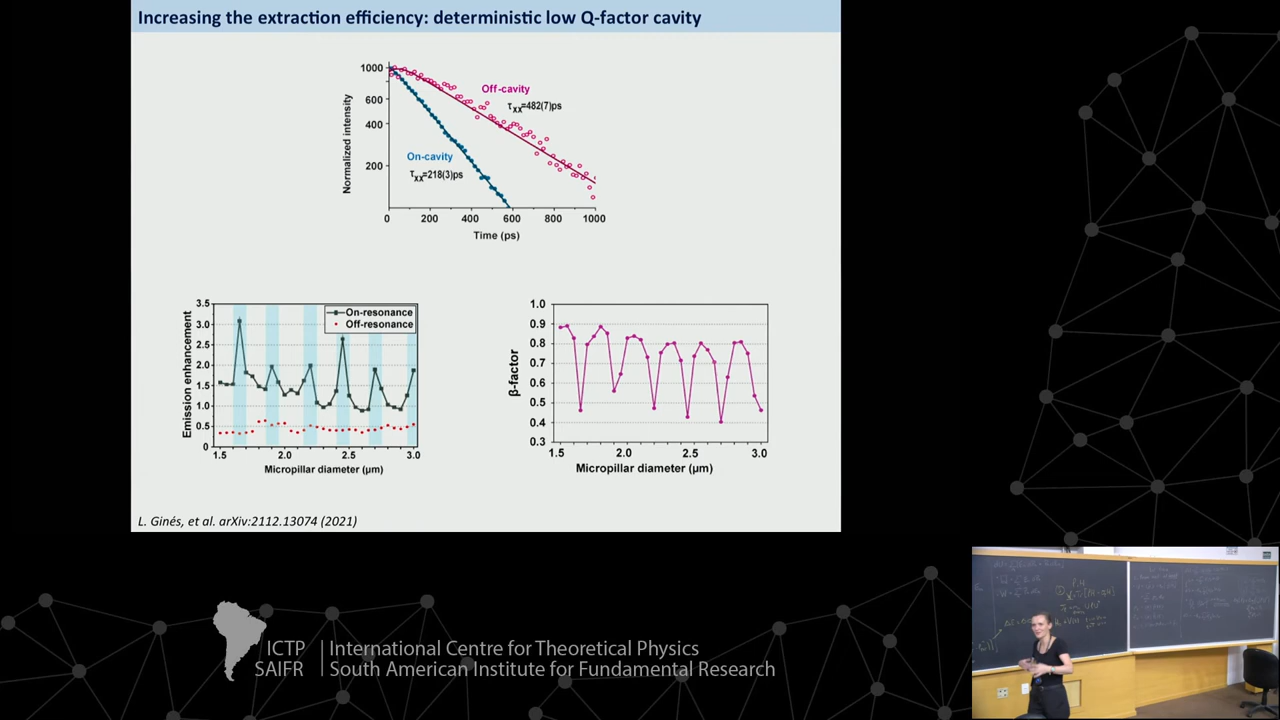 Increasing the extraction efficiency: deterministic low Q-factor cavity
1000
600
400
200
Normalized intensity
Off-cavity
τxx=482(7)ps
On-cavity
τxx=218(3)ps
0 200 400 600 800 1000
Time (ps)
3.5
3.0
2.5
2.0
1.5
1.0
0.5
0
Emission enhancement
On-resonance
Off-resonance
1.5 2.0 2.5 3.0
Micropillar diameter (μm)
1.0
0.9
0.8
0.7
0.6
0.5
0.4
0.3
β-factor
1.5 2.0 2.5 3.0
Micropillar diameter (μm)
L. Ginés, et al. arXiv:2112.13074 (2021)
ICTP
SAIFR
International Centre for Theoretical Physics
South American Institute for Fundamental Research